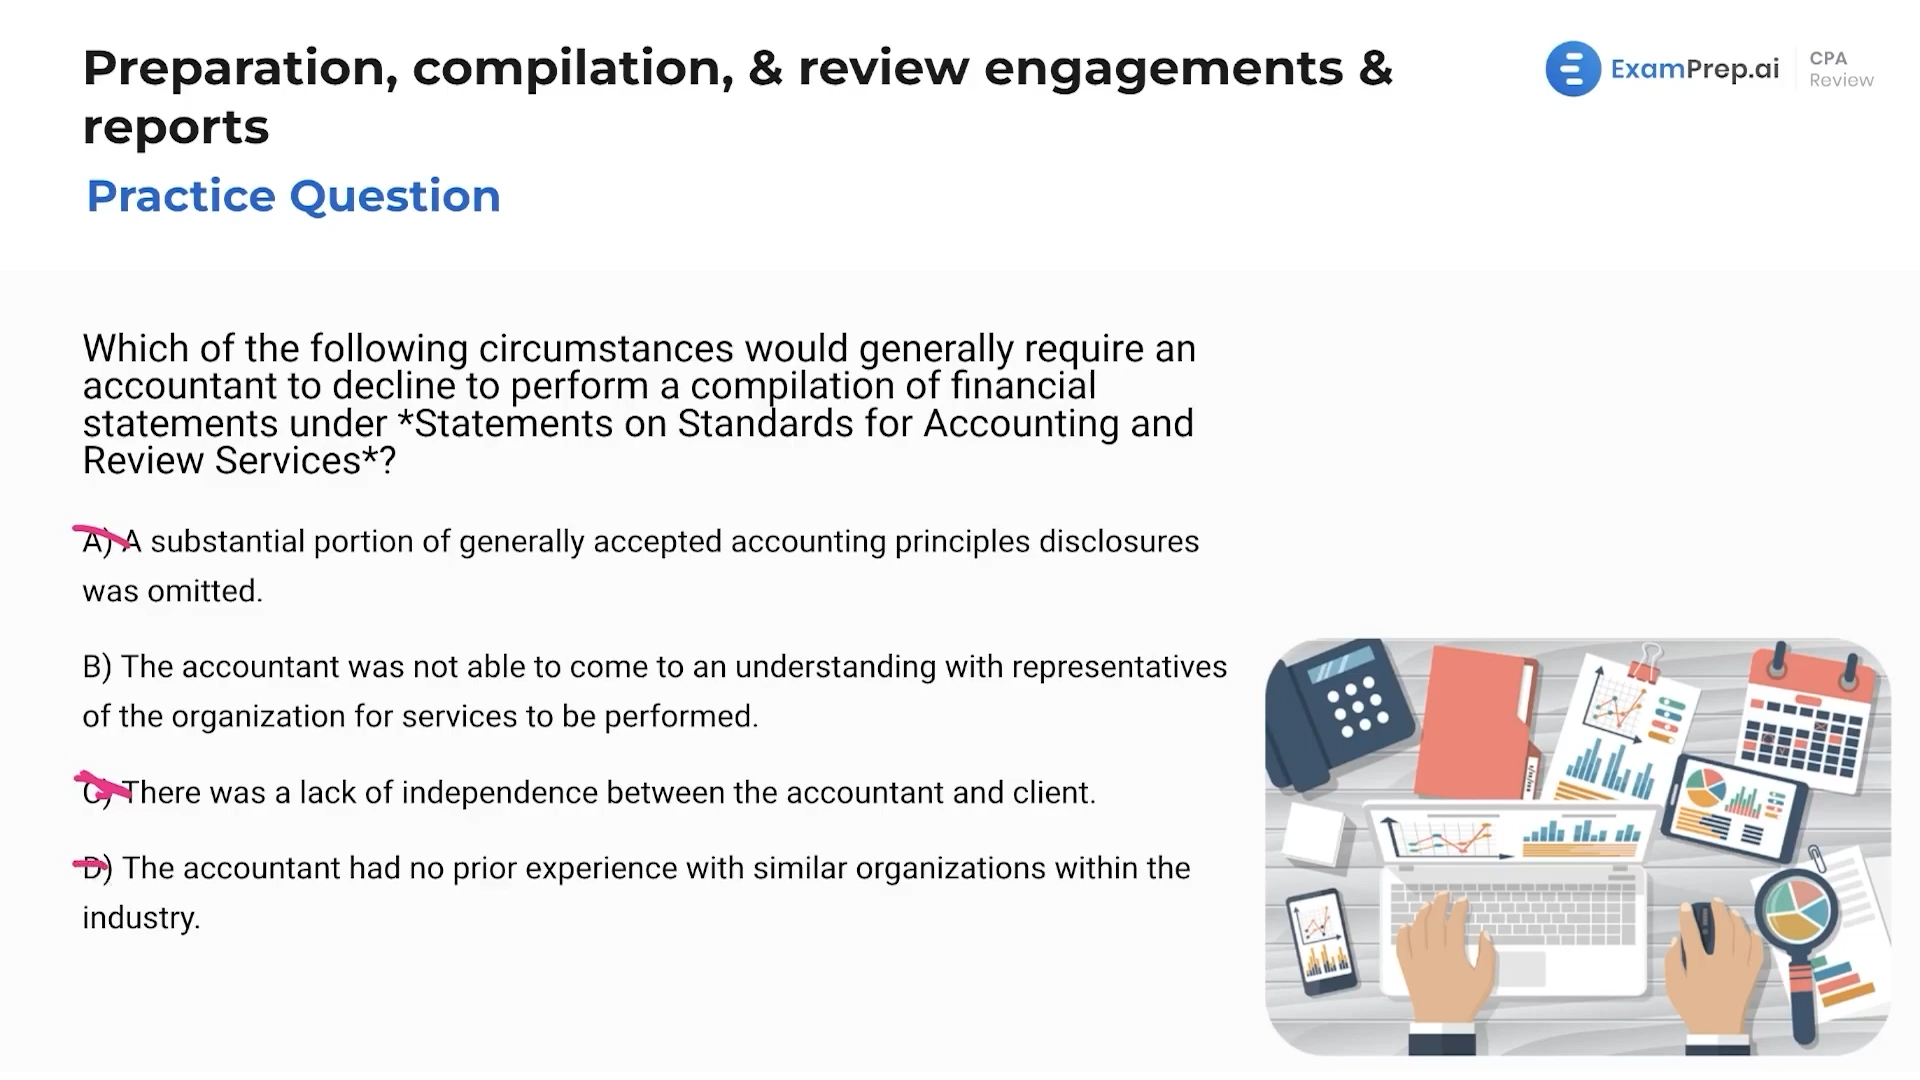 Preparation, compilation, & review engagements &
reports
ExamPrep.ai
CPA
Review
Practice Question
Which of the following circumstances would generally require an
accountant to decline to perform a compilation of financial
statements under *Statements on Standards for Accounting and
Review Services*?
A) A substantial portion of generally accepted accounting principles disclosures
was omitted.
B) The accountant was not able to come to an understanding with representatives
of the organization for services to be performed.
C) There was a lack of independence between the accountant and client.
D) The accountant had no prior experience with similar organizations within the
industry.